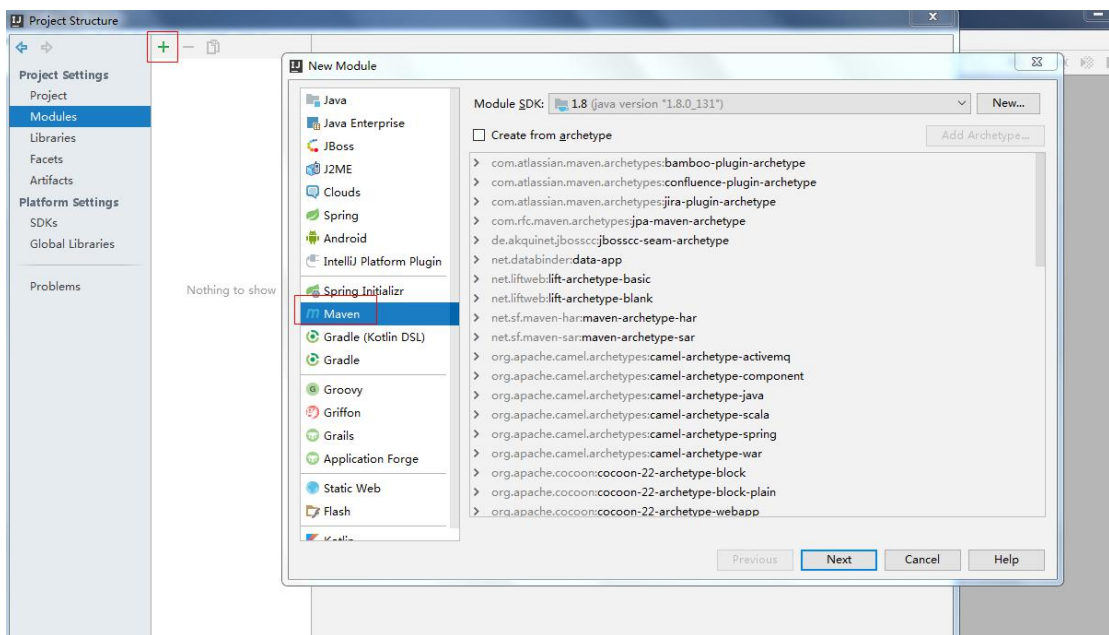 Project Structure
Project Settings
Project
Modules
Libraries
Facets
Artifacts
Platform Settings
SDKs
Global Libraries
Problems
Nothing to show
New Module
Java
Java Enterprise
JBoss
J2ME
Clouds
Spring
Android
IntelliJ Platform Plugin
Spring Initializr
Maven
Gradle (Kotlin DSL)
Gradle
Groovy
Griffon
Grails
Application Forge
Static Web
Flash
Kotlin
Module SDK: 1.8 (java version "1.8.0_131") New...
Create from archetype Add Archetype...
com.atlassian.maven.archetypes:bamboo-plugin-archetype
com.atlassian.maven.archetypes:confluence-plugin-archetype
com.atlassian.maven.archetypes:jira-plugin-archetype
com.rfc.maven.archetypes:jpa-maven-archetype
de.akquinet.jbosscc:jbosscc-seam-archetype
net.databinder:data-app
net.liftweb:lift-archetype-basic
net.liftweb:lift-archetype-blank
net.sf.maven-har:maven-archetype-har
net.sf.maven-sar:maven-archetype-sar
org.apache.camel.archetypes:camel-archetype-activemq
org.apache.camel.archetypes:camel-archetype-component
org.apache.camel.archetypes:camel-archetype-java
org.apache.camel.archetypes:camel-archetype-scala
org.apache.camel.archetypes:camel-archetype-spring
org.apache.camel.archetypes:camel-archetype-war
org.apache.cocoon:cocoon-22-archetype-block
org.apache.cocoon:cocoon-22-archetype-block-plain
org.apache.cocoon:cocoon-22-archetype-webapp
Previous Next Cancel Help